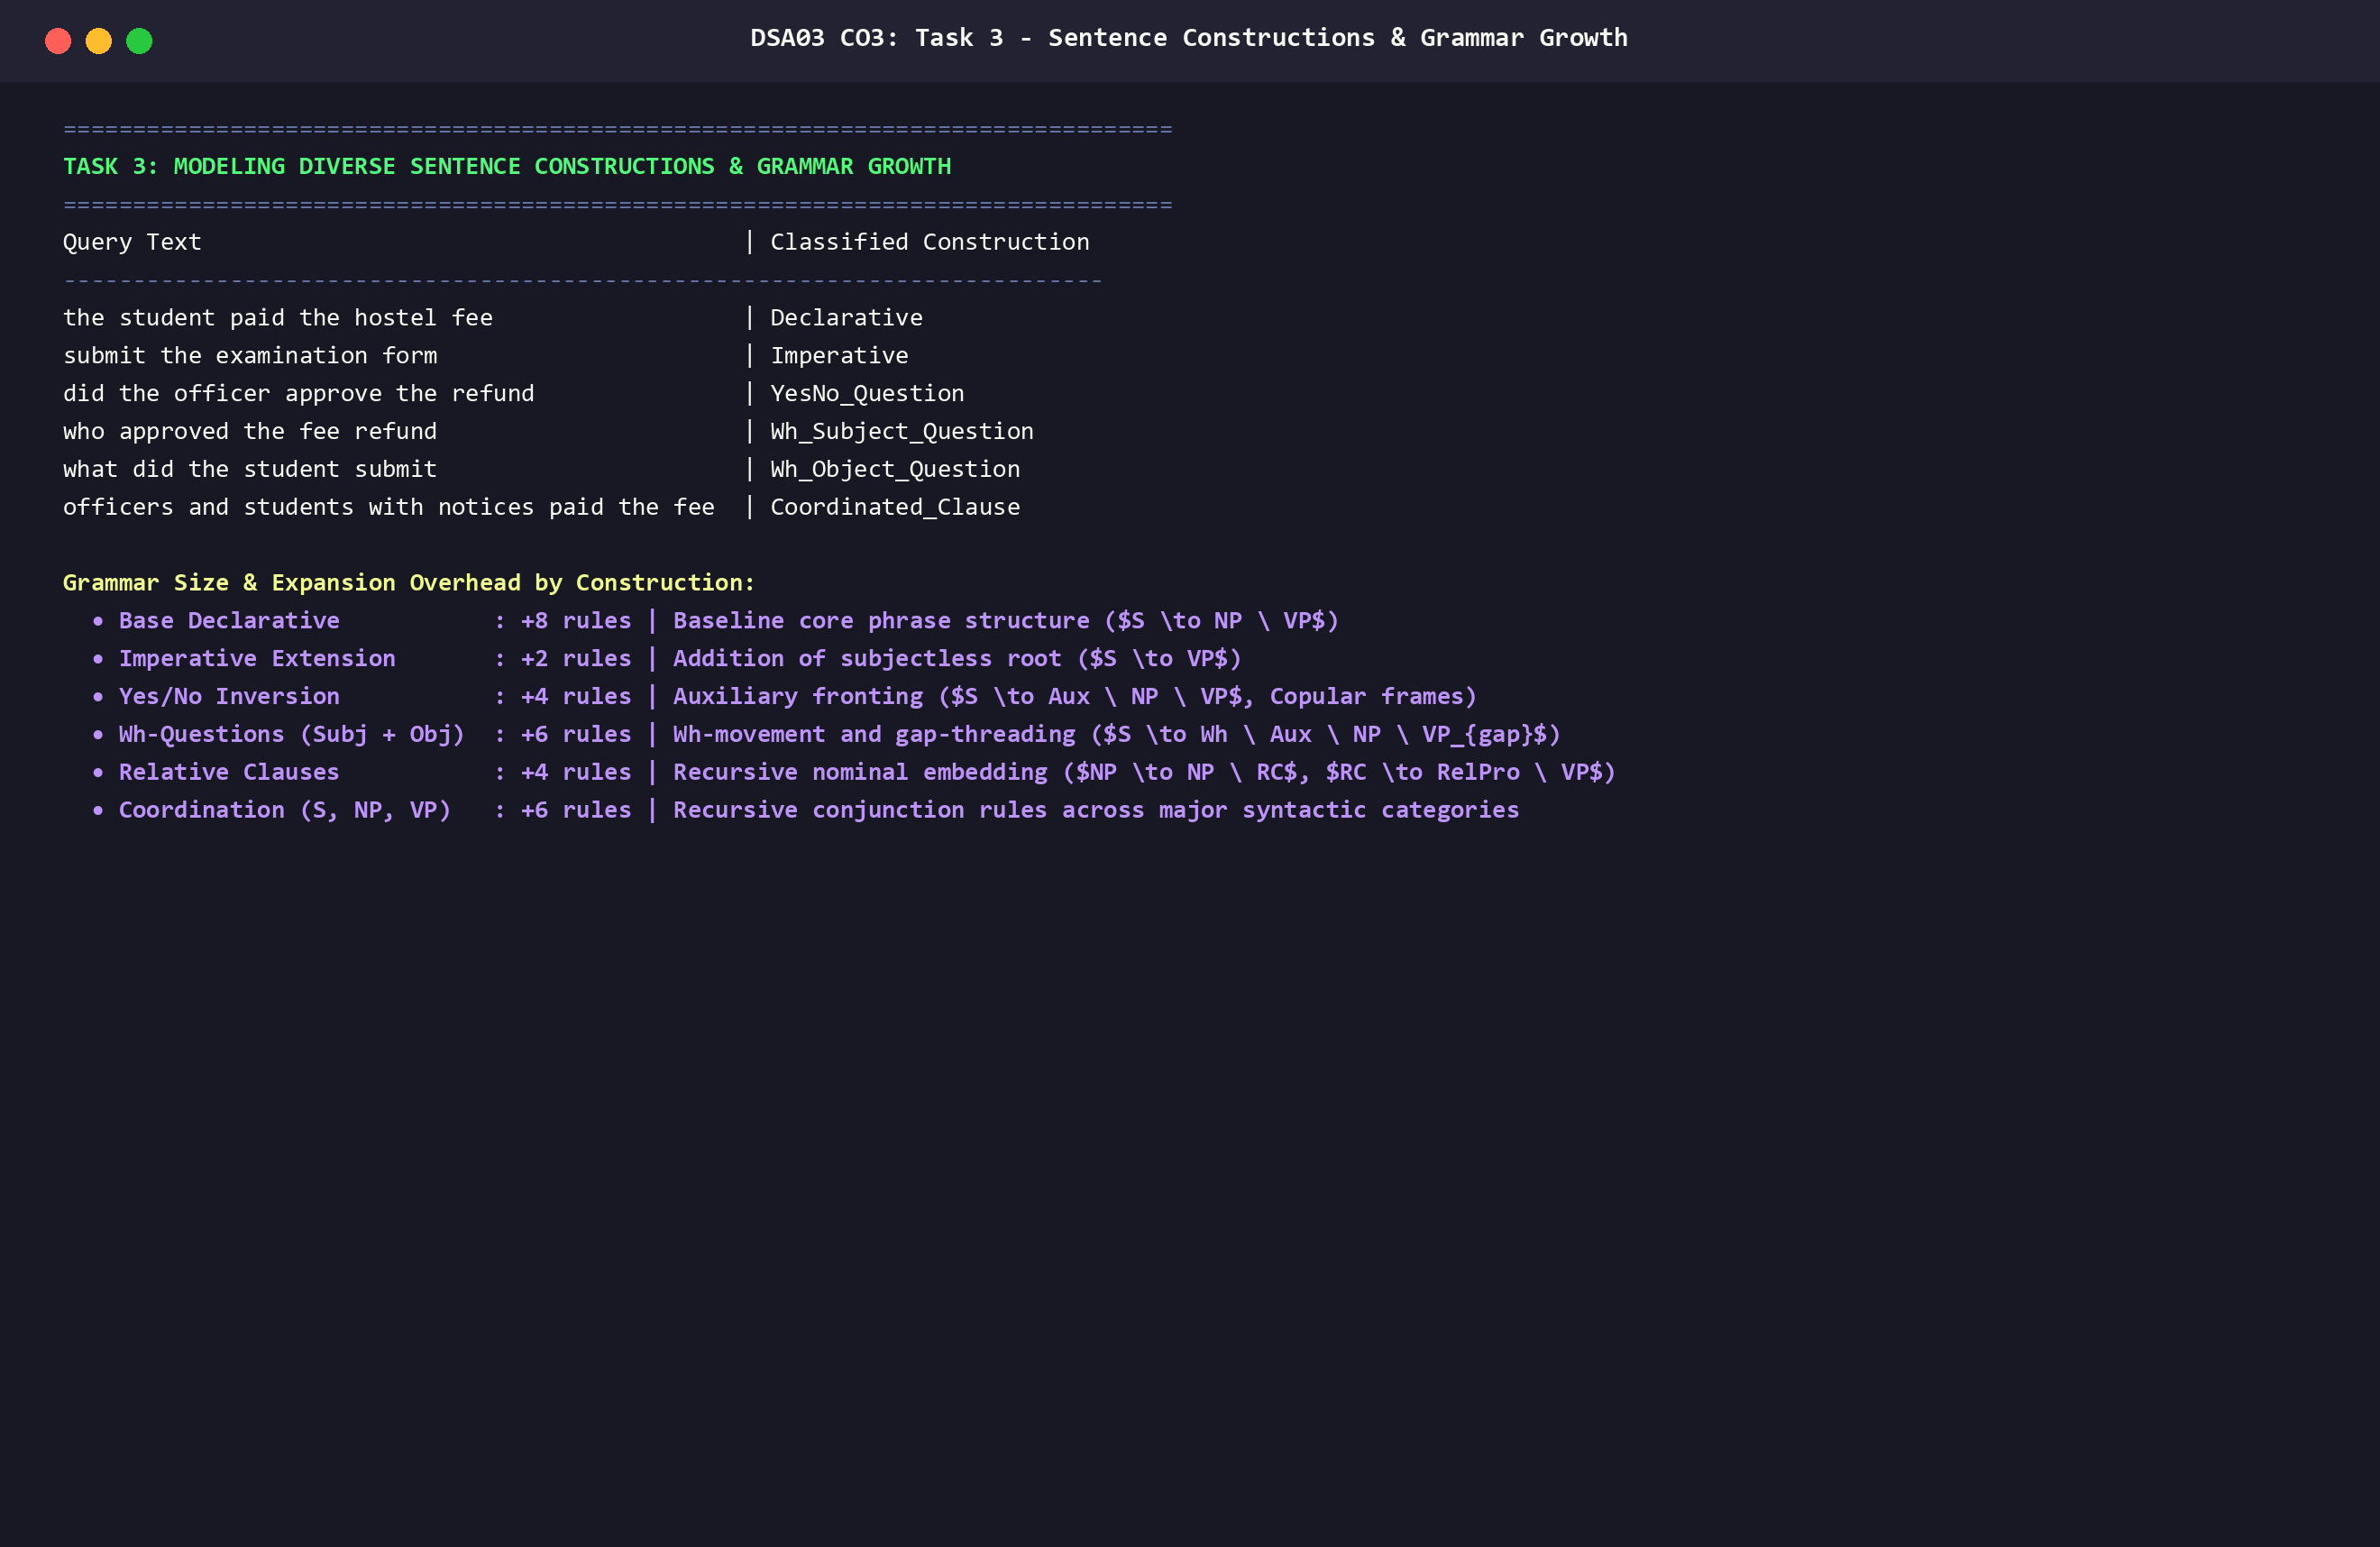 DSA03 CO3: Task 3 - Sentence Constructions & Grammar Growth
================================================================================
TASK 3: MODELING DIVERSE SENTENCE CONSTRUCTIONS & GRAMMAR GROWTH
================================================================================
Query Text                                       | Classified Construction
---------------------------------------------------------------------------
the student paid the hostel fee                  | Declarative
submit the examination form                      | Imperative
did the officer approve the refund               | YesNo_Question
who approved the fee refund                      | Wh_Subject_Question
what did the student submit                      | Wh_Object_Question
officers and students with notices paid the fee  | Coordinated_Clause
Grammar Size & Expansion Overhead by Construction:
  • Base Declarative           : +8 rules | Baseline core phrase structure ($S \to NP \ VP$)
  • Imperative Extension       : +2 rules | Addition of subjectless root ($S \to VP$)
  • Yes/No Inversion           : +4 rules | Auxiliary fronting ($S \to Aux \ NP \ VP$, Copular frames)
  • Wh-Questions (Subj + Obj)  : +6 rules | Wh-movement and gap-threading ($S \to Wh \ Aux \ NP \ VP_{gap}$)
  • Relative Clauses           : +4 rules | Recursive nominal embedding ($NP \to NP \ RC$, $RC \to RelPro \ VP$)
  • Coordination (S, NP, VP)   : +6 rules | Recursive conjunction rules across major syntactic categories